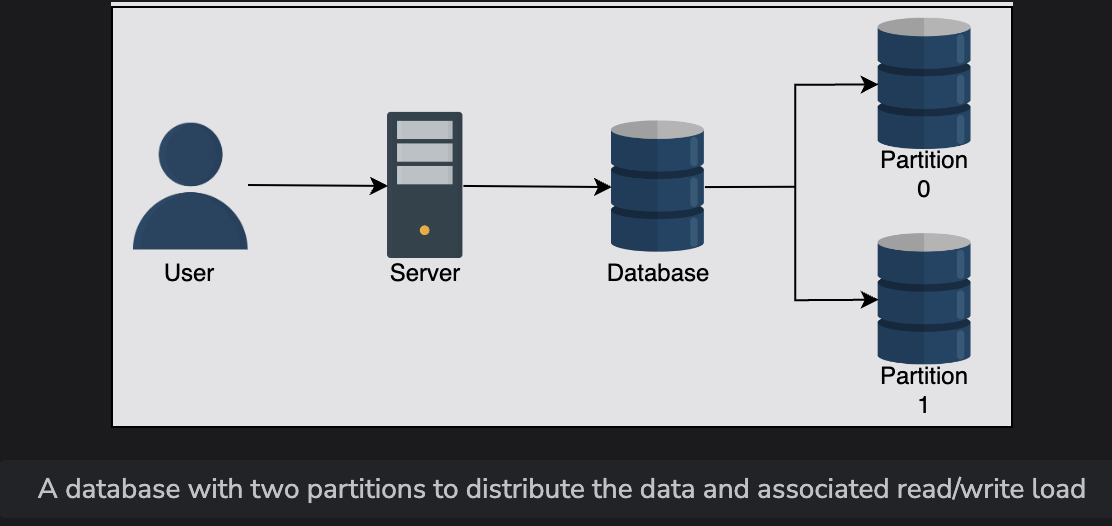 User
Server
Database
Partition
0
Partition
1
A database with two partitions to distribute the data and associated read/write load